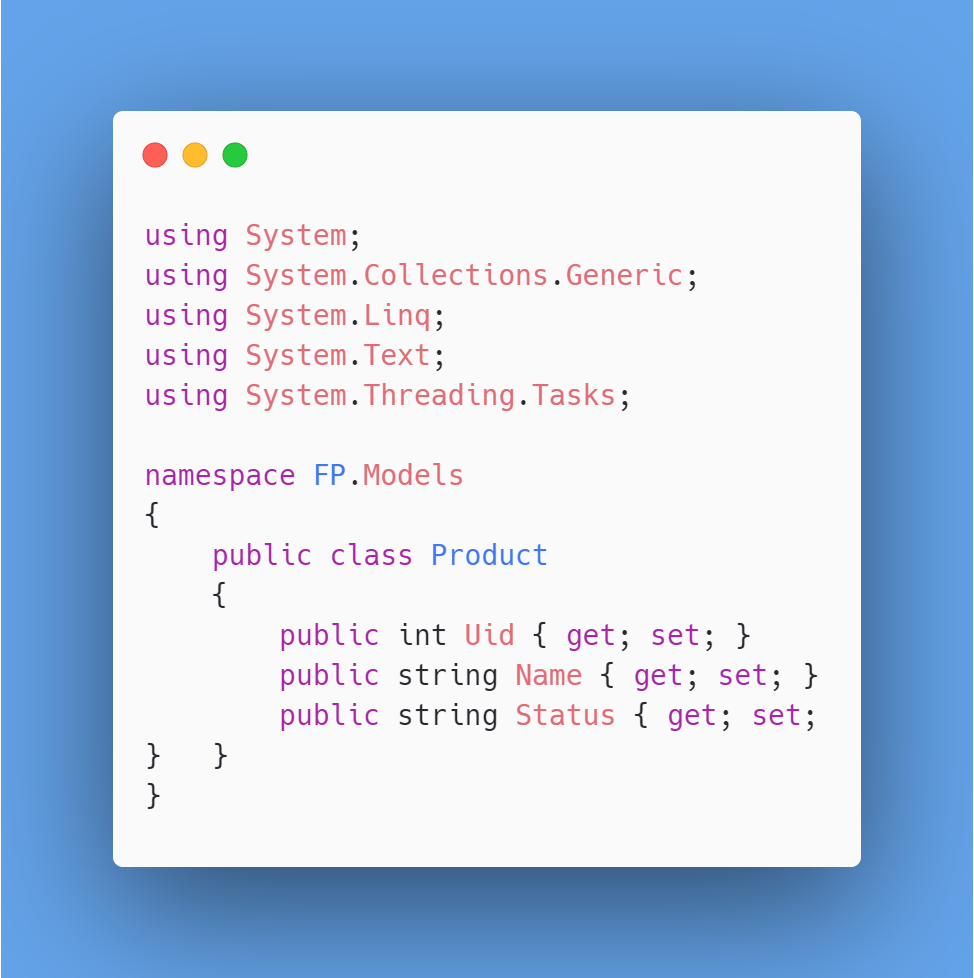 using System;
using System.Collections.Generic;
using System.Linq;
using System.Text;
using System.Threading.Tasks;

namespace FP.Models
{
    public class Product
    {
        public int Uid { get; set; }
        public string Name { get; set; }
        public string Status { get; set;
}   }
}